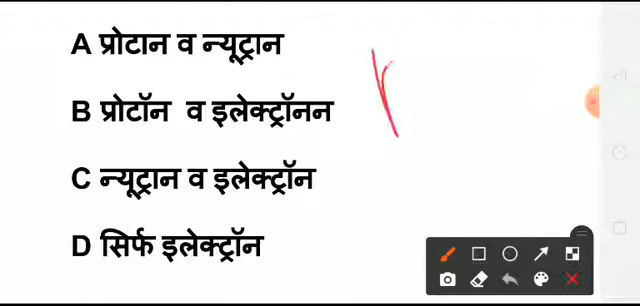 A प्रोटान व न्यूट्रान
B प्रोटॉन व इलेक्ट्रॉनन
C न्यूट्रान व इलेक्ट्रॉन
D सिर्फ इलेक्ट्रॉन